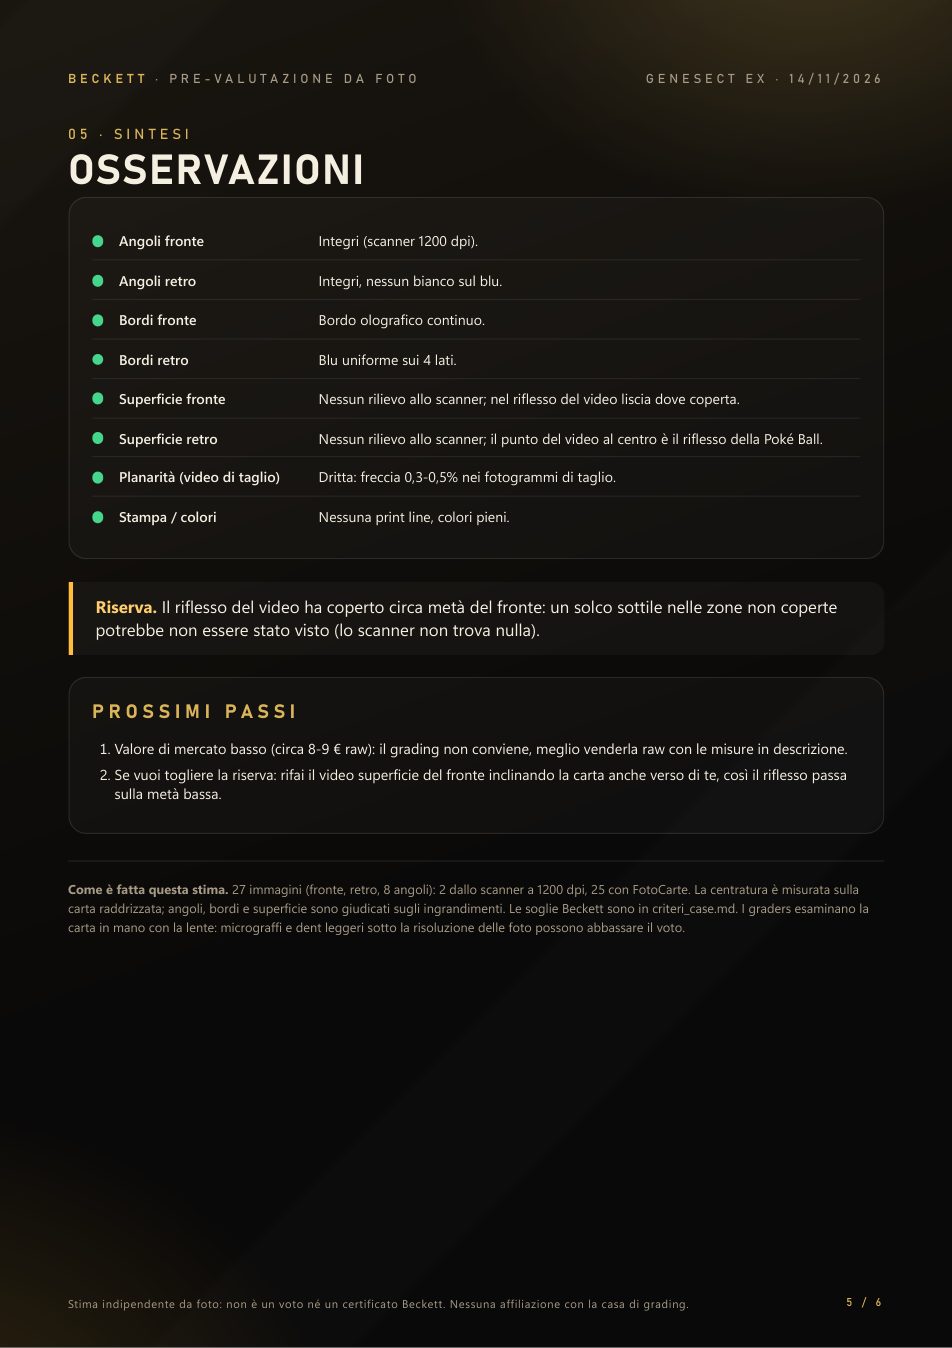 BECKETT · PRE-VALUTAZIONE DA FOTO
GENESECT EX · 14/11/2026
05 · SINTESI
OSSERVAZIONI
Angoli fronte Integri (scanner 1200 dpi).
Angoli retro Integri, nessun bianco sul blu.
Bordi fronte Bordo olografico continuo.
Bordi retro Blu uniforme sui 4 lati.
Superficie fronte Nessun rilievo allo scanner; nel riflesso del video liscia dove coperta.
Superficie retro Nessun rilievo allo scanner; il punto del video al centro è il riflesso della Poké Ball.
Planarità (video di taglio) Dritta: freccia 0,3-0,5% nei fotogrammi di taglio.
Stampa / colori Nessuna print line, colori pieni.
Riserva. Il riflesso del video ha coperto circa metà del fronte: un solco sottile nelle zone non coperte
potrebbe non essere stato visto (lo scanner non trova nulla).
PROSSIMI PASSI
1. Valore di mercato basso (circa 8-9 € raw): il grading non conviene, meglio venderla raw con le misure in descrizione.
2. Se vuoi togliere la riserva: rifai il video superficie del fronte inclinando la carta anche verso di te, così il riflesso passa
sulla metà bassa.
Come è fatta questa stima. 27 immagini (fronte, retro, 8 angoli): 2 dallo scanner a 1200 dpi, 25 con FotoCarte. La centratura è misurata sulla
carta raddrizzata; angoli, bordi e superficie sono giudicati sugli ingrandimenti. Le soglie Beckett sono in criteri_case.md. I graders esaminano la
carta in mano con la lente: micrograffi e dent leggeri sotto la risoluzione delle foto possono abbassare il voto.
Stima indipendente da foto: non è un voto né un certificato Beckett. Nessuna affiliazione con la casa di grading.
5 / 6